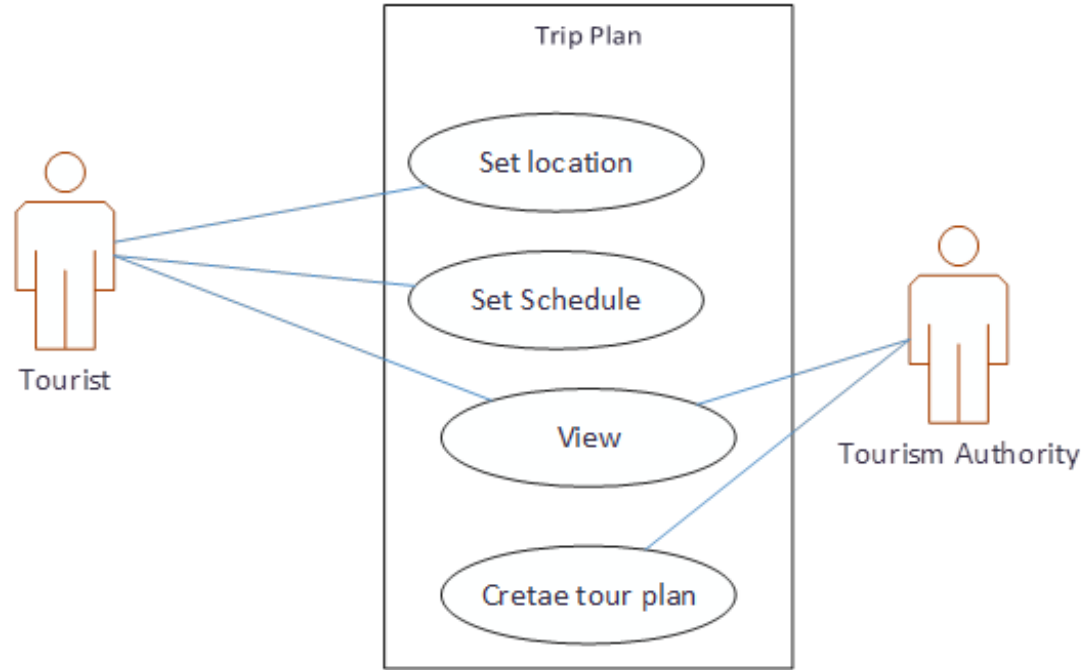 Trip Plan
Set location
Set Schedule
Tourist
View
Tourism Authority
Cretae tour plan